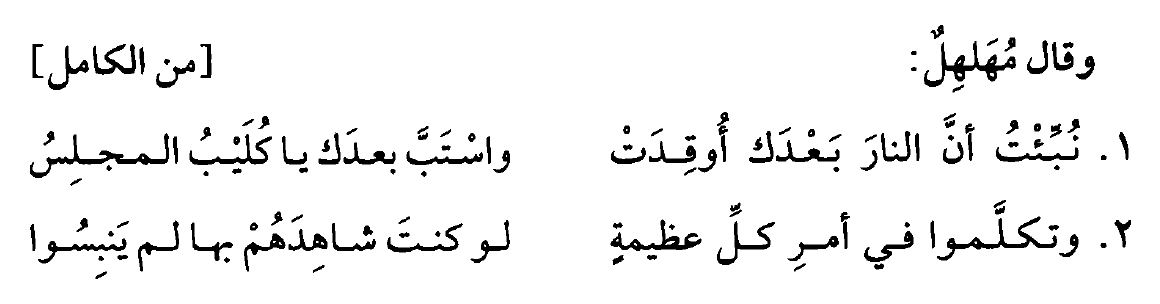 وقال مُهَلهِلٌ: [من الكامل]
١. نُبِّئْتُ أنَّ النارَ بَعْدَك أُوقِدَتْ واسْتَبَّ بعدَك يا كُلَيْبُ المجلِسُ
٢. وتكلَّموا في أمرِ كلِّ عظيمةٍ لو كنتَ شاهِدَهُمْ بها لم يَنبِسُوا